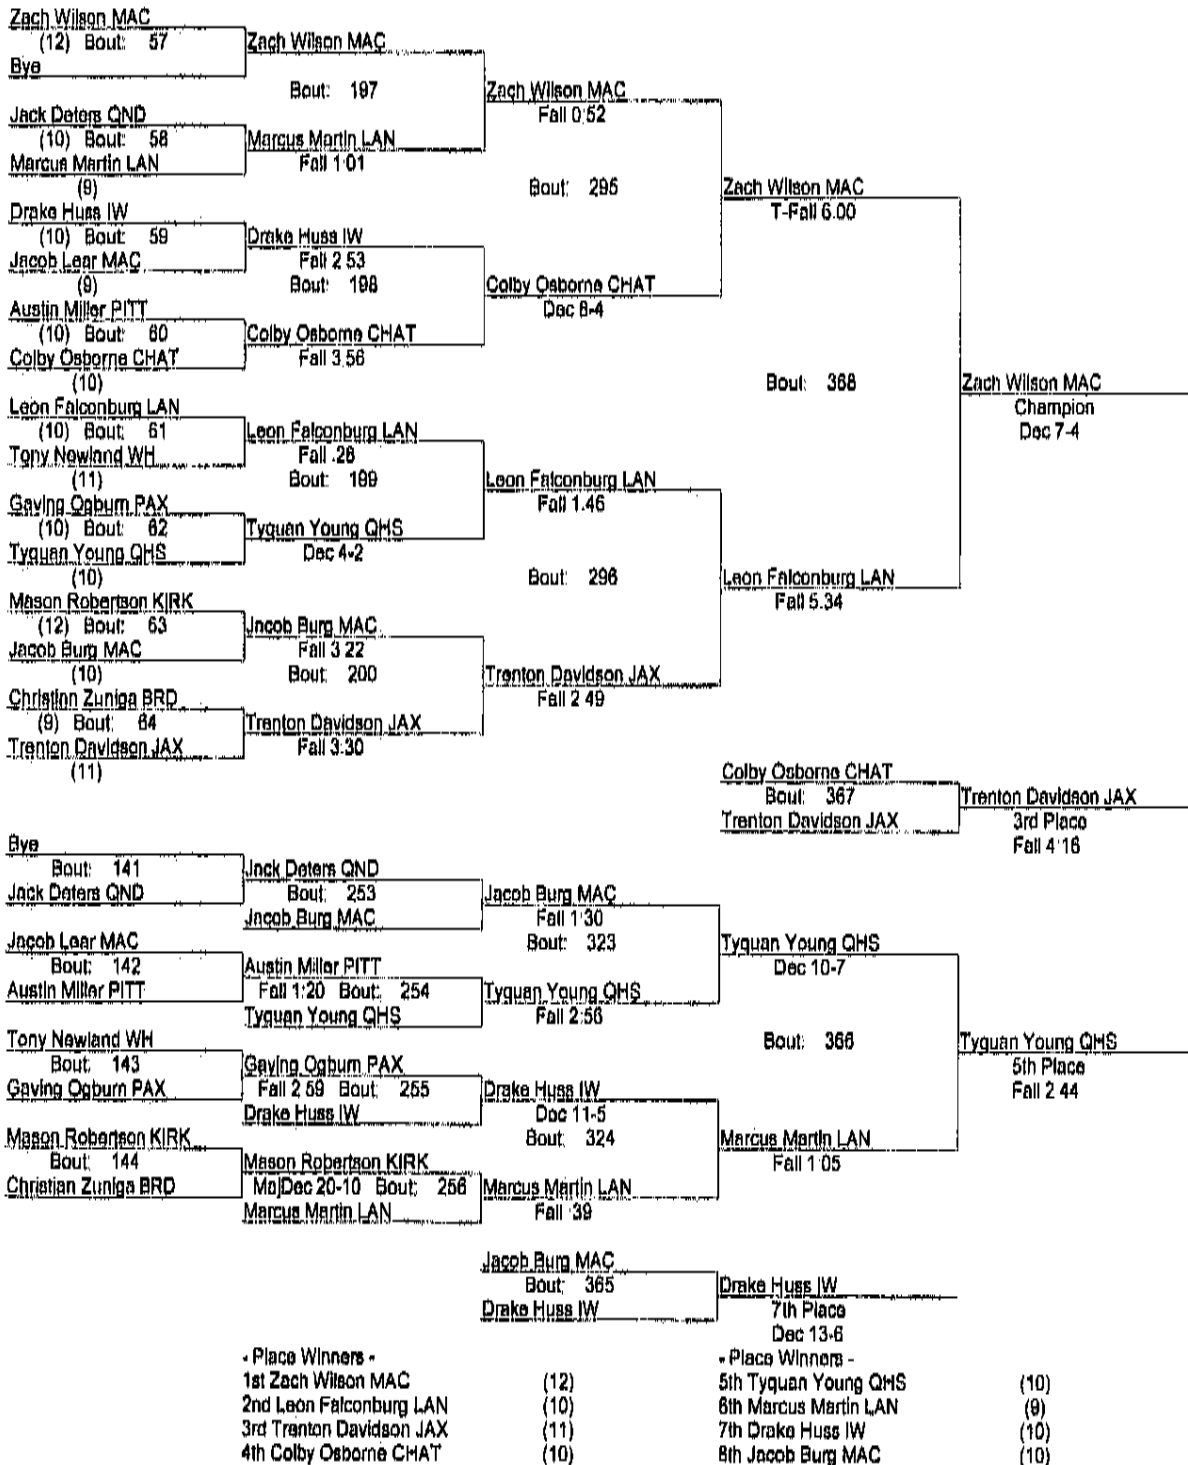 Zach Wilson MAC
(12) Bout: 57
Bye
Zach Wilson MAC
Bout: 197
Jack Deters QND
(10) Bout: 58
Marcus Martin LAN
(9)
Marcus Martin LAN
Fall 1:01
Zach Wilson MAC
Fall 0:52
Bout: 295
Drake Huss IW
(10) Bout: 59
Jacob Lear MAC
(9)
Drake Huss IW
Fall 2 53
Bout: 198
Austin Miller PITT
(10) Bout: 60
Colby Osborne CHAT
(10)
Colby Osborne CHAT
Fall 3.56
Colby Osborne CHAT
Dec 8-4
Zach Wilson MAC
T-Fall 6.00
Bout: 368
Leon Falconburg LAN
(10) Bout: 61
Tony Newland WH
(11)
Leon Falconburg LAN
Fall .28
Bout: 199
Gaving Ogburn PAX
(10) Bout: 62
Tyquan Young QHS
(10)
Tyquan Young QHS
Dec 4-2
Leon Falconburg LAN
Fall 1.46
Bout: 296
Mason Robertson KIRK
(12) Bout: 63
Jacob Burg MAC
(10)
Jacob Burg MAC
Fall 3 22
Bout: 200
Christian Zuniga BRD
(9) Bout: 64
Trenton Davidson JAX
(11)
Trenton Davidson JAX
Fall 3:30
Trenton Davidson JAX
Fall 2 49
Leon Falconburg LAN
Fall 5.34
Zach Wilson MAC
Champion
Dec 7-4
Colby Osborne CHAT
Bout: 367
Trenton Davidson JAX
Trenton Davidson JAX
3rd Place
Fall 4:16
Bye
Bout: 141
Jack Deters QND
Jack Deters QND
Bout: 253
Jacob Burg MAC
Jacob Burg MAC
Fall 1:30
Bout: 323
Jacob Lear MAC
Bout: 142
Austin Miller PITT
Austin Miller PITT
Fall 1:20 Bout: 254
Tyquan Young QHS
Tyquan Young QHS
Fall 2:56
Tyquan Young QHS
Dec 10-7
Bout: 366
Tony Newland WH
Bout: 143
Gaving Ogburn PAX
Gaving Ogburn PAX
Fall 2 59 Bout: 255
Drake Huss IW
Drake Huss IW
Dec 11-5
Bout: 324
Mason Robertson KIRK
Bout: 144
Christian Zuniga BRD
Mason Robertson KIRK
MajDec 20-10 Bout: 256
Marcus Martin LAN
Marcus Martin LAN
Fall :39
Marcus Martin LAN
Fall 1:05
Tyquan Young QHS
5th Place
Fall 2 44
Jacob Burg MAC
Bout: 365
Drake Huss IW
Drake Huss IW
7th Place
Dec 13-6
- Place Winners -
1st Zach Wilson MAC (12)
2nd Leon Falconburg LAN (10)
3rd Trenton Davidson JAX (11)
4th Colby Osborne CHAT (10)
- Place Winners -
5th Tyquan Young QHS (10)
6th Marcus Martin LAN (9)
7th Drake Huss IW (10)
8th Jacob Burg MAC (10)